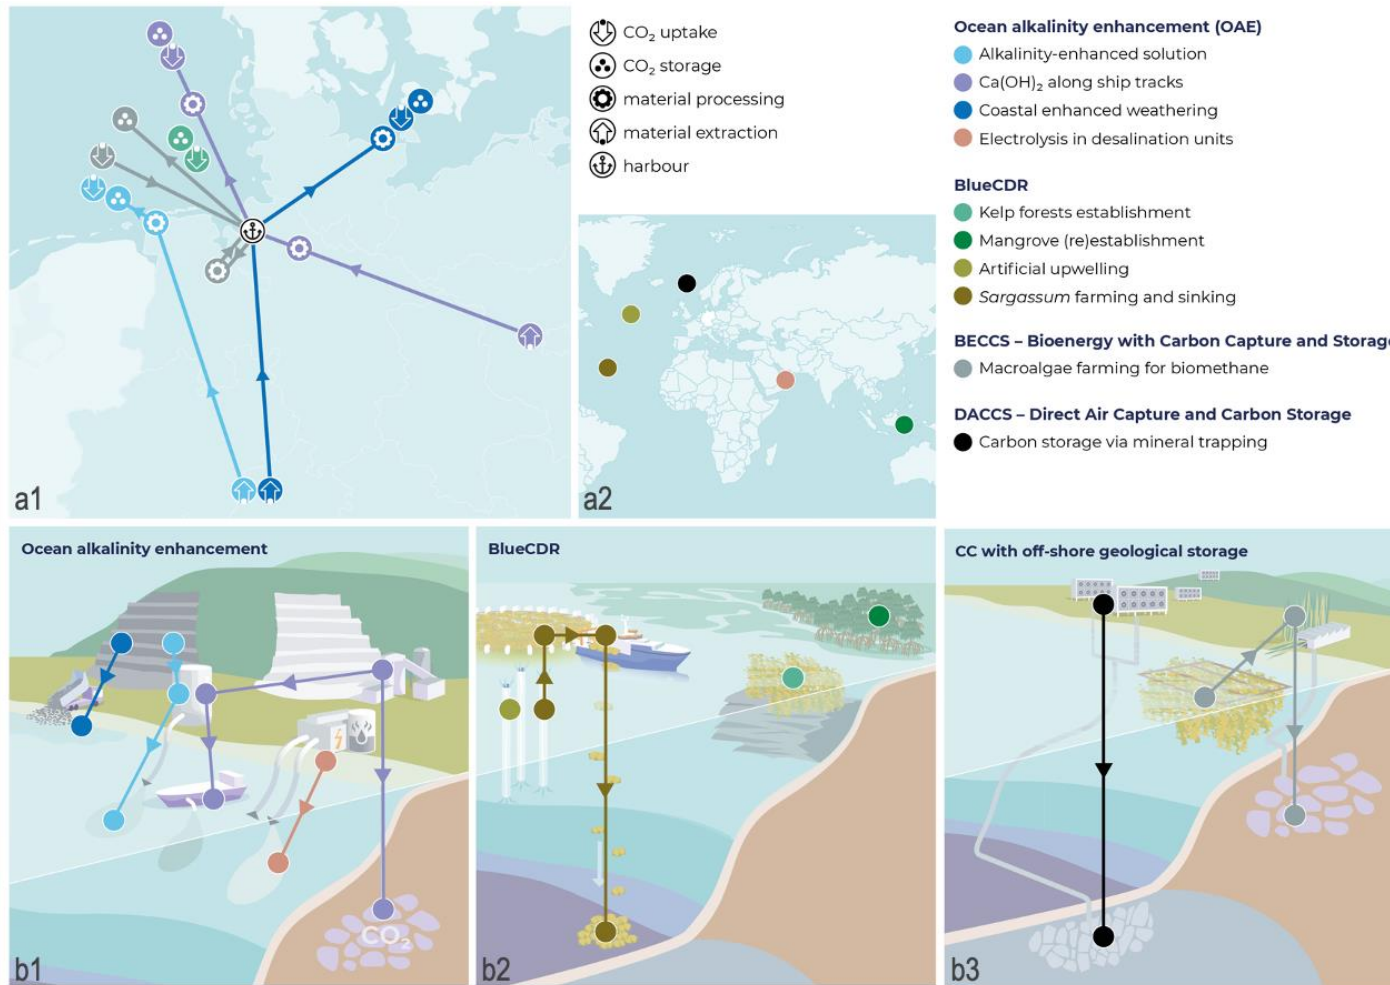 CO₂ uptake
CO₂ storage
material processing
material extraction
harbour
Ocean alkalinity enhancement (OAE)
Alkalinity-enhanced solution
Ca(OH)₂ along ship tracks
Coastal enhanced weathering
Electrolysis in desalination units
BlueCDR
Kelp forests establishment
Mangrove (re)establishment
Artificial upwelling
Sargassum farming and sinking
BECCS – Bioenergy with Carbon Capture and Storage
Macroalgae farming for biomethane
DACCS – Direct Air Capture and Carbon Storage
Carbon storage via mineral trapping
a1
a2
Ocean alkalinity enhancement
CO₂
b1
BlueCDR
b2
CC with off-shore geological storage
b3